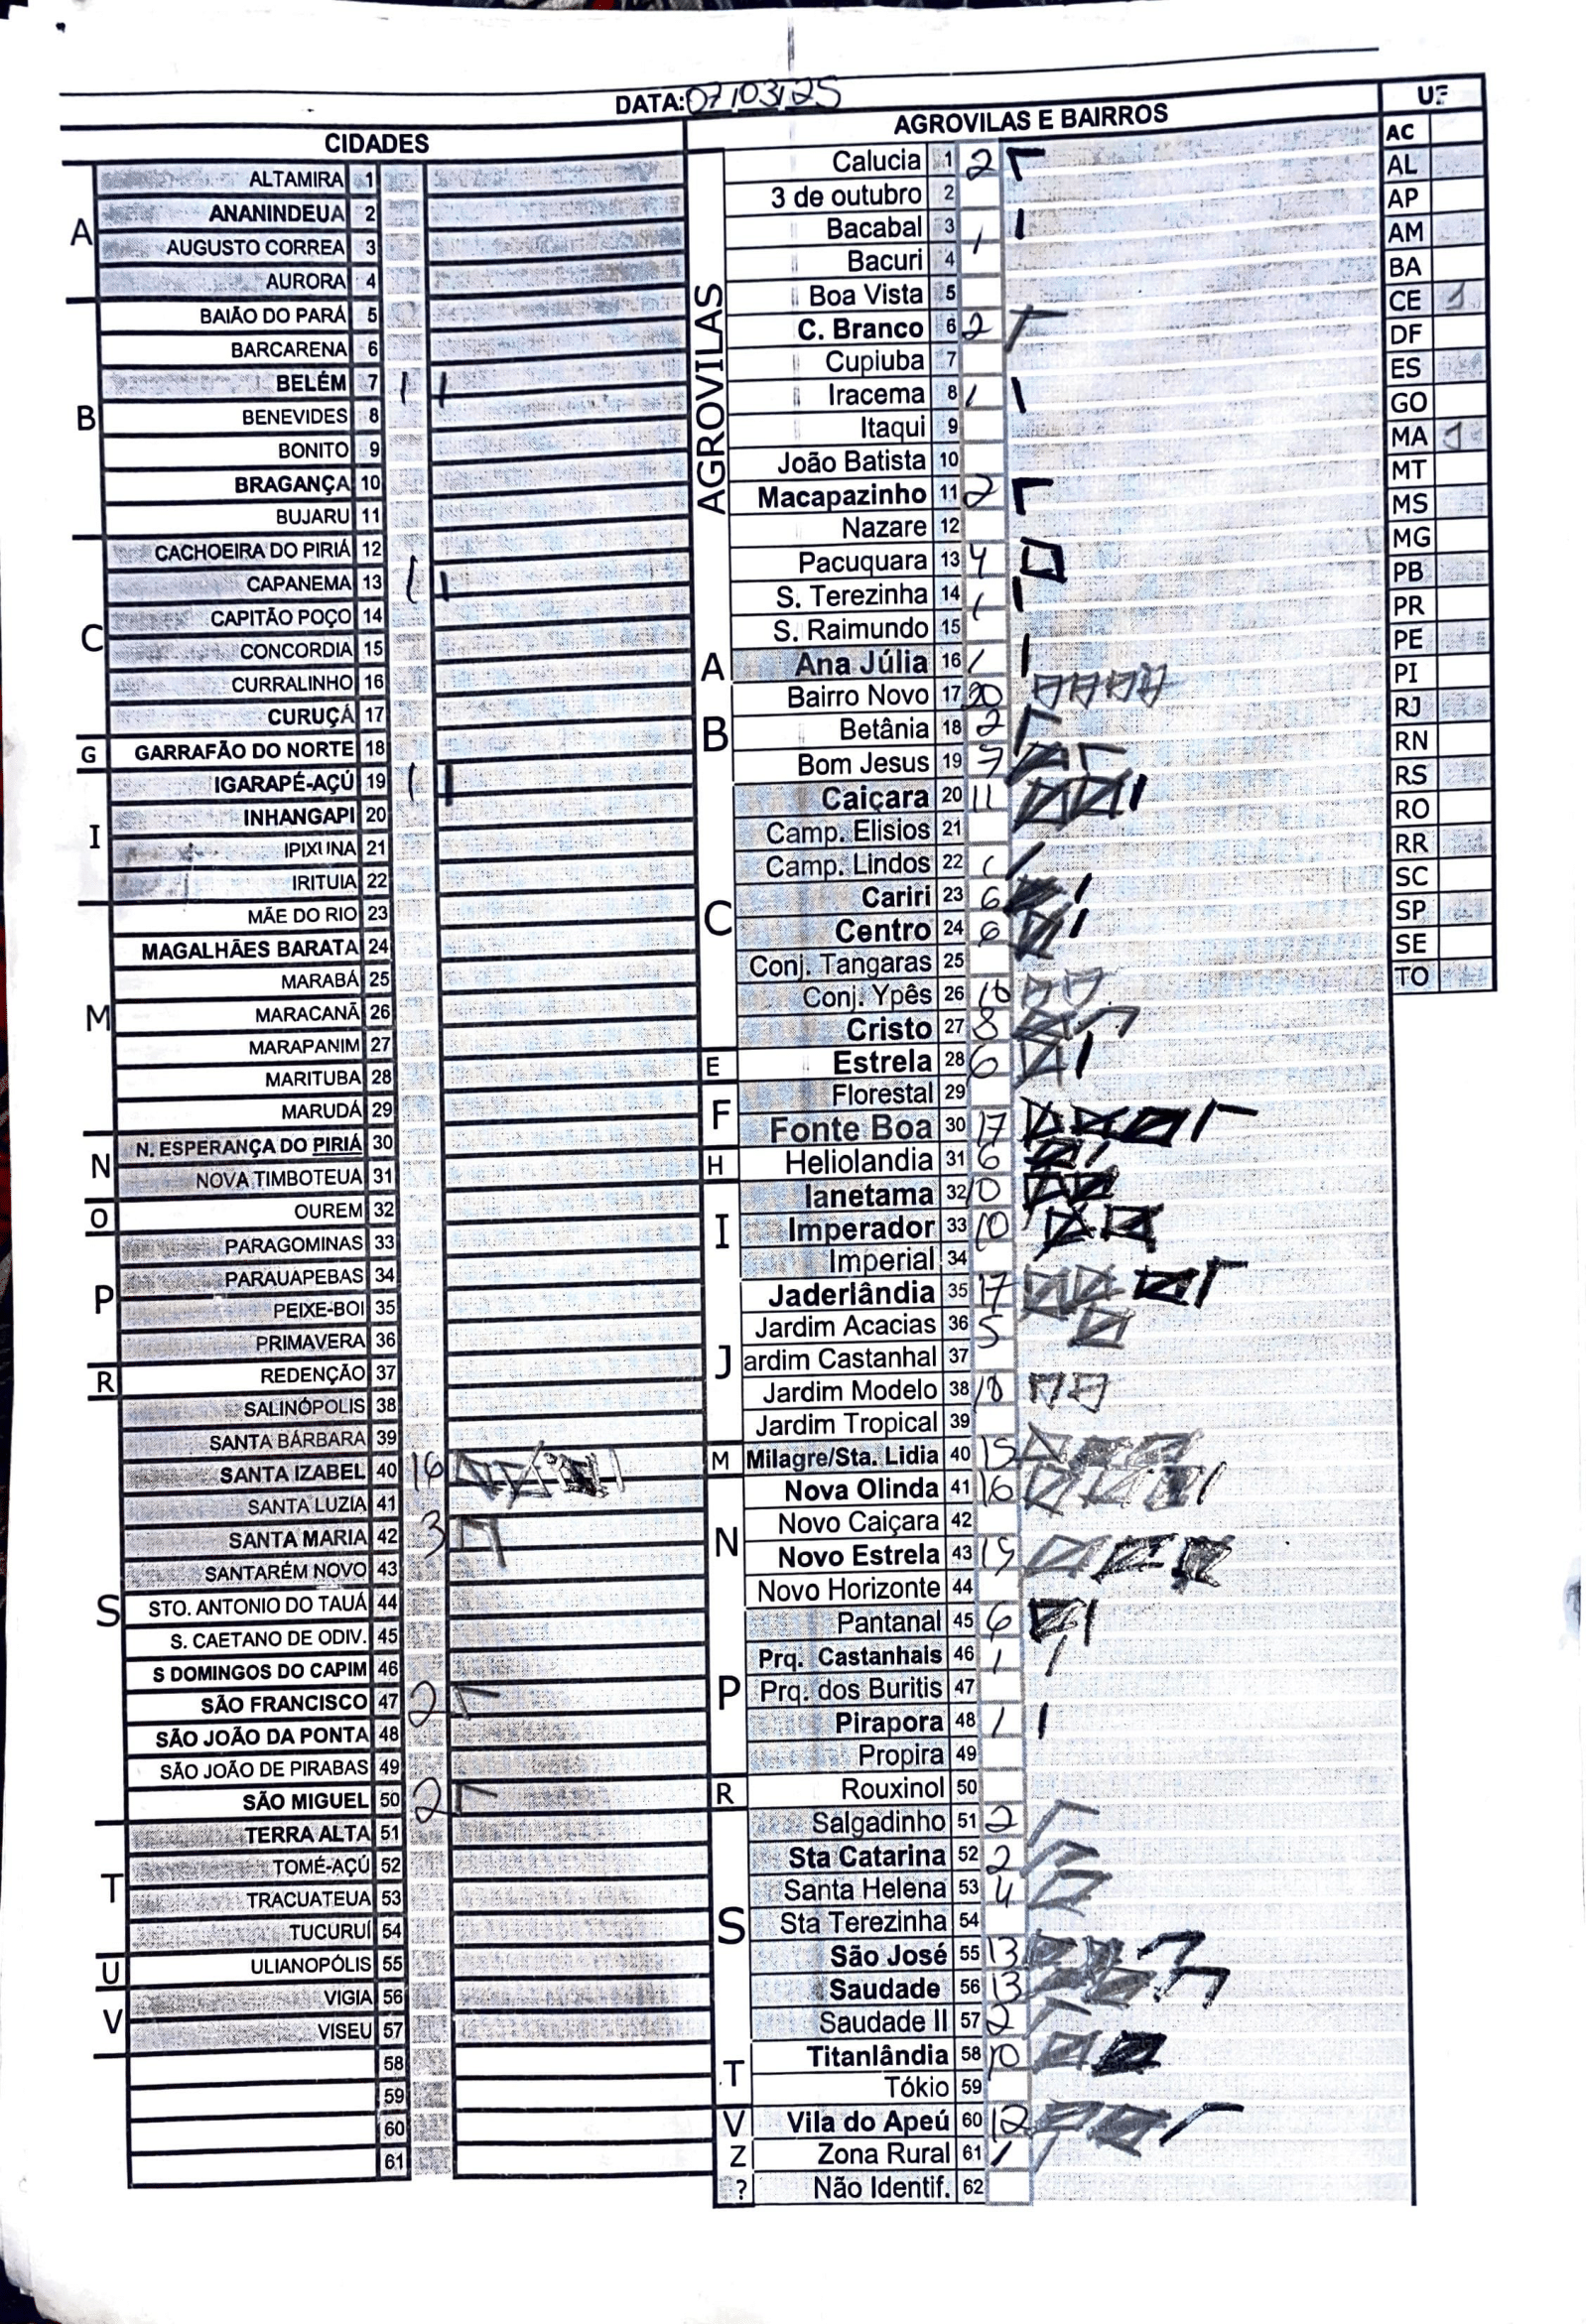 DATA: 07/03/25
CIDADES
A
ALTAMIRA 1
ANANINDEUA 2
AUGUSTO CORREA 3
AURORA 4
B
BAIÃO DO PARÁ 5
BARCARENA 6
BELÉM 7 1
BENEVIDES 8
BONITO 9
BRAGANÇA 10
BUJARU 11
C
CACHOEIRA DO PIRIÁ 12
CAPANEMA 13 1
CAPITÃO POÇO 14
CONCORDIA 15
CURRALINHO 16
CURUÇÁ 17
G
GARRAFÃO DO NORTE 18
I
IGARAPÉ-AÇÚ 19 1
INHANGAPI 20
IPIXUNA 21
IRITUIA 22
M
MÃE DO RIO 23
MAGALHÃES BARATA 24
MARABÁ 25
MARACANÃ 26
MARAPANIM 27
MARITUBA 28
MARUDÁ 29
N
N. ESPERANÇA DO PIRIÁ 30
NOVA TIMBOTEUA 31
O
OUREM 32
P
PARAGOMINAS 33
PARAUAPEBAS 34
PEIXE-BOI 35
PRIMAVERA 36
R
REDENÇÃO 37
S
SALINÓPOLIS 38
SANTA BÁRBARA 39
SANTA IZABEL 40 16
SANTA LUZIA 41
SANTA MARIA 42 3
SANTARÉM NOVO 43
STO. ANTONIO DO TAUÁ 44
S. CAETANO DE ODIV. 45
S DOMINGOS DO CAPIM 46
SÃO FRANCISCO 47 2
SÃO JOÃO DA PONTA 48
SÃO JOÃO DE PIRABAS 49
SÃO MIGUEL 50 2
T
TERRA ALTA 51
TOMÉ-AÇÚ 52
TRACUATEUA 53
TUCURUÍ 54
U
ULIANOPÓLIS 55
V
VIGIA 56
VISEU 57
58
59
60
61
AGROVILAS E BAIRROS
AGROVILAS
Calucia 1 2
3 de outubro 2
Bacabal 3 1
Bacuri 4
Boa Vista 5
C. Branco 6 2
Cupiuba 7
Iracema 8 1
Itaqui 9
João Batista 10
Macapazinho 11 2
Nazare 12
Pacuquara 13 4
S. Terezinha 14 1
S. Raimundo 15
A
Ana Júlia 16 1
B
Bairro Novo 17 20
Betânia 18 2
Bom Jesus 19 7
C
Caiçara 20 11
Camp. Elisios 21
Camp. Lindos 22 1
Cariri 23 6
Centro 24 6
Conj. Tangaras 25
Conj. Ypês 26 10
Cristo 27 8
E
Estrela 28 6
F
Florestal 29
Fonte Boa 30 17
H
Heliolandia 31 6
I
Ianetama 32 10
Imperador 33 10
Imperial 34
J
Jaderlândia 35 17
Jardim Acacias 36 5
ardim Castanhal 37
Jardim Modelo 38 10
Jardim Tropical 39
M
Milagre/Sta. Lidia 40 15
N
Nova Olinda 41 16
Novo Caiçara 42
Novo Estrela 43 15
Novo Horizonte 44
P
Pantanal 45 6
Prq. Castanhais 46 1
Prq. dos Buritis 47
Pirapora 48 1
Propira 49
R
Rouxinol 50
S
Salgadinho 51 2
Sta Catarina 52 2
Santa Helena 53 4
Sta Terezinha 54
São José 55 13
Saudade 56 13
Saudade II 57 2
T
Titanlândia 58 10
Tókio 59
V
Vila do Apeú 60 12
Z
Zona Rural 61 1
?
Não Identif. 62
UF
AC
AL
AP
AM
BA
CE 1
DF
ES
GO
MA 1
MT
MS
MG
PB
PR
PE
PI
RJ
RN
RS
RO
RR
SC
SP
SE
TO